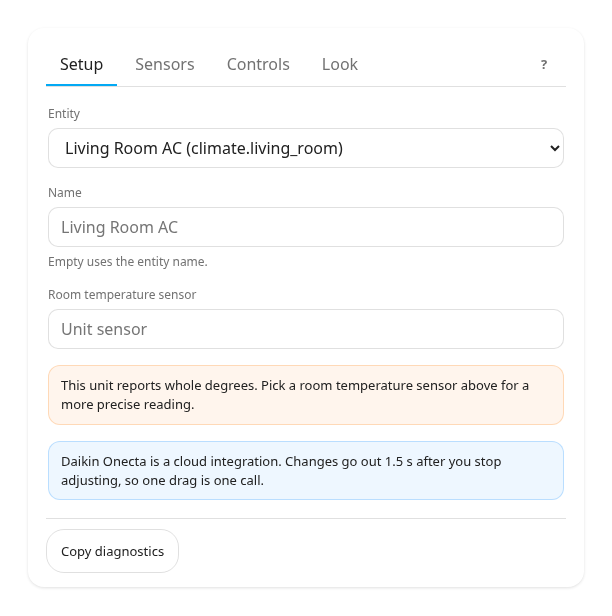 Setup
Sensors
Controls
Look
?
Entity
Living Room AC (climate.living_room)
Name
Living Room AC
Empty uses the entity name.
Room temperature sensor
Unit sensor
This unit reports whole degrees. Pick a room temperature sensor above for a
more precise reading.
Daikin Onecta is a cloud integration. Changes go out 1.5 s after you stop
adjusting, so one drag is one call.
Copy diagnostics